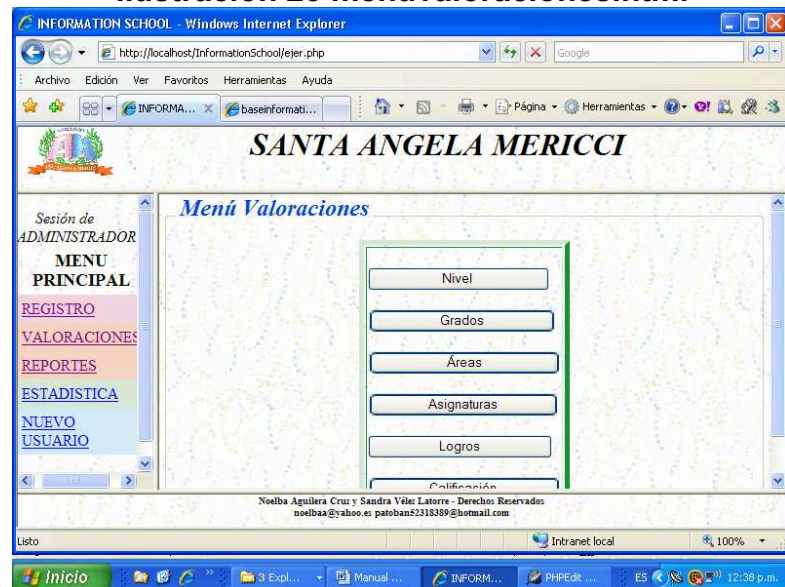 INFORMATION SCHOOL - Windows Internet Explorer
http://localhost/InformationSchool/ejer.php
Google
Archivo Edición Ver Favoritos Herramientas Ayuda
INFORMA... baseinformati... Página Herramientas
SANTA ANGELA MERICCI
Sesión de
ADMINISTRADOR
MENU
PRINCIPAL
REGISTRO
VALORACIONES
REPORTES
ESTADISTICA
NUEVO
USUARIO
Menú Valoraciones
Nivel
Grados
Áreas
Asignaturas
Logros
Calificación
Noelba Aguilera Cruz y Sandra Véler Latorre - Derechos Reservados
noelbaa@yahoo.es patoban52318389@hotmail.com
Listo
Intranet local
100%
Inicio 3 Expl... Manual ... INFORM... PHPEdit ... ES 12:38 p.m.